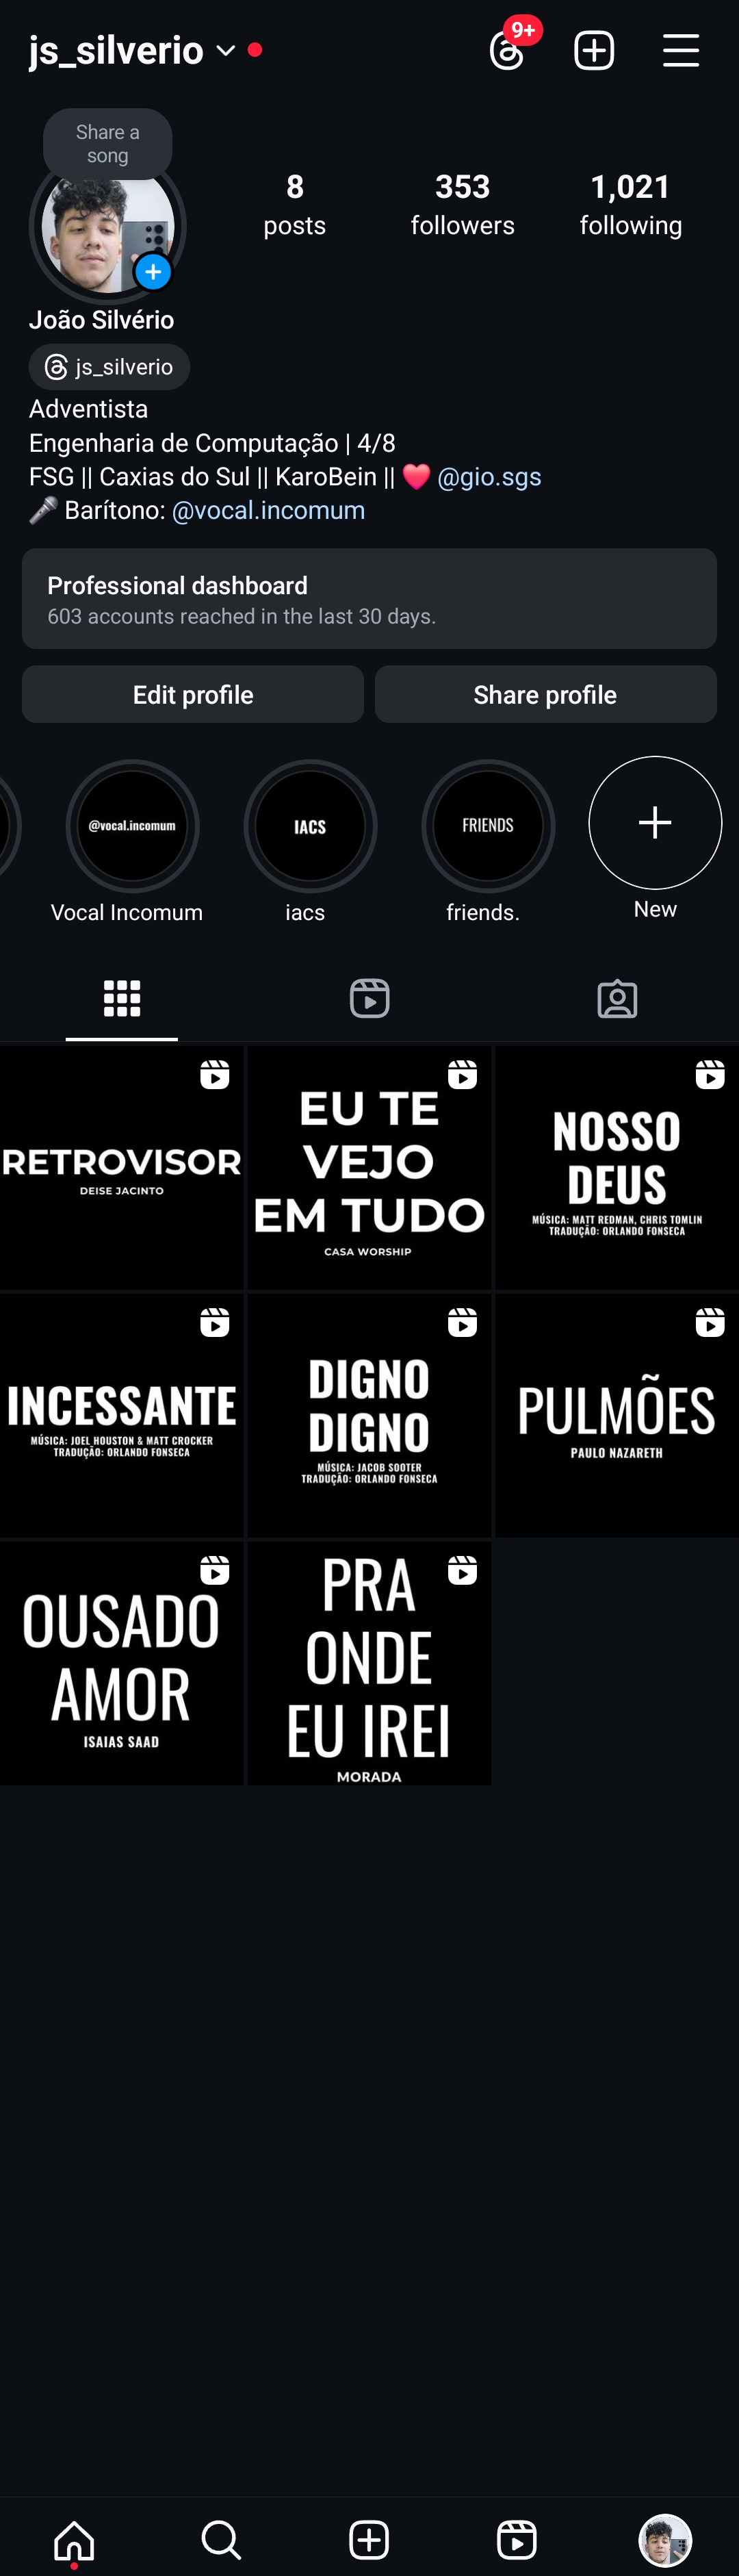 js_silverio
9+
Share a
song
8
posts
353
followers
1,021
following
João Silvério
js_silverio
Adventista
Engenharia de Computação | 4/8
FSG || Caxias do Sul || KaroBein || ❤️ @gio.sgs
🎤 Barítono: @vocal.incomum
Professional dashboard
603 accounts reached in the last 30 days.
Edit profile
Share profile
@vocal.incomum
IACS
FRIENDS
Vocal Incomum
iacs
friends.
New
RETROVISOR
DEISE JACINTO
EU TE
VEJO
EM TUDO
CASA WORSHIP
NOSSO
DEUS
MÚSICA: MATT REDMAN, CHRIS TOMLIN
TRADUÇÃO: ORLANDO FONSECA
INCESSANTE
MÚSICA: JOEL HOUSTON & MATT CROCKER
TRADUÇÃO: ORLANDO FONSECA
DIGNO
DIGNO
MÚSICA: JACOB SOOTER
TRADUÇÃO: ORLANDO FONSECA
PULMÕES
PAULO NAZARETH
OUSADO
AMOR
ISAIAS SAAD
PRA
ONDE
EU IREI
MORADA